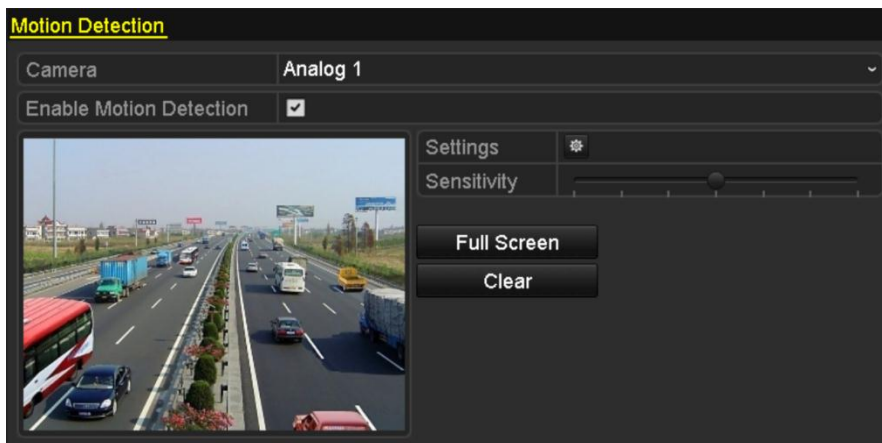 Motion Detection
Camera Analog 1
Enable Motion Detection
Settings
Sensitivity
Full Screen
Clear